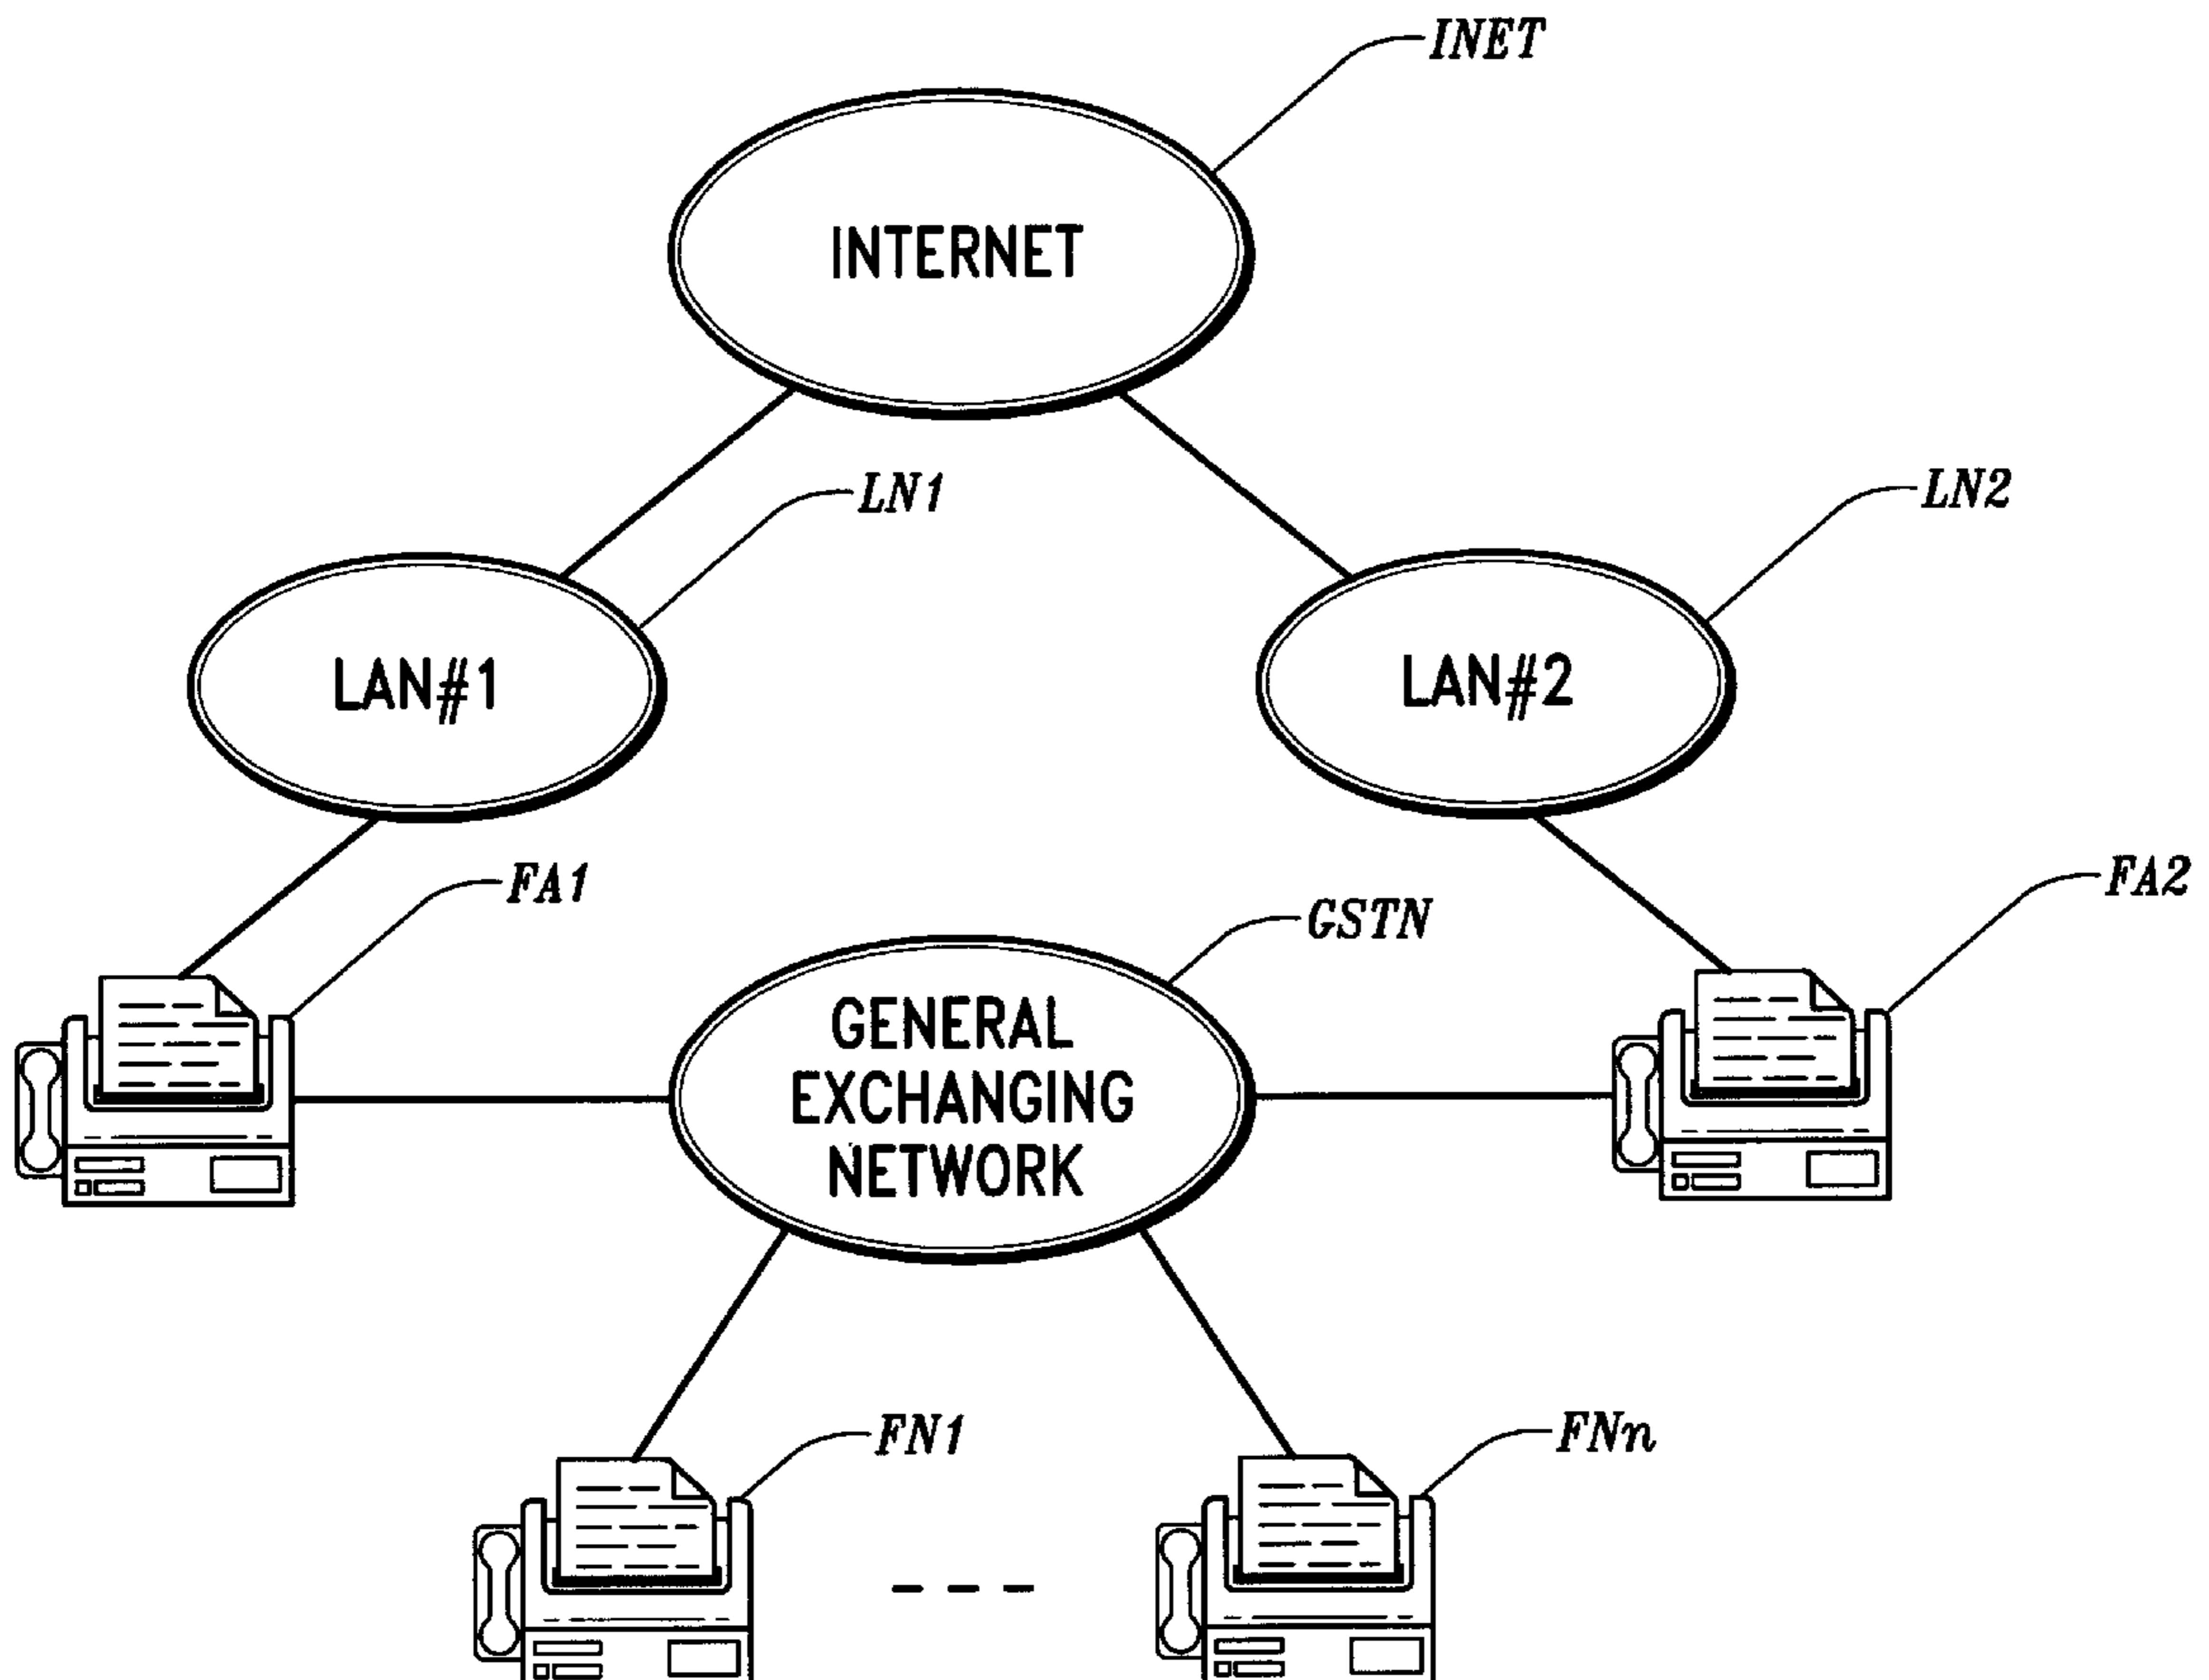 INET
INTERNET
LN1
LN2
LAN#1
LAN#2
FA1
FA2
GSTN
GENERAL
EXCHANGING
NETWORK
FN1
FNn